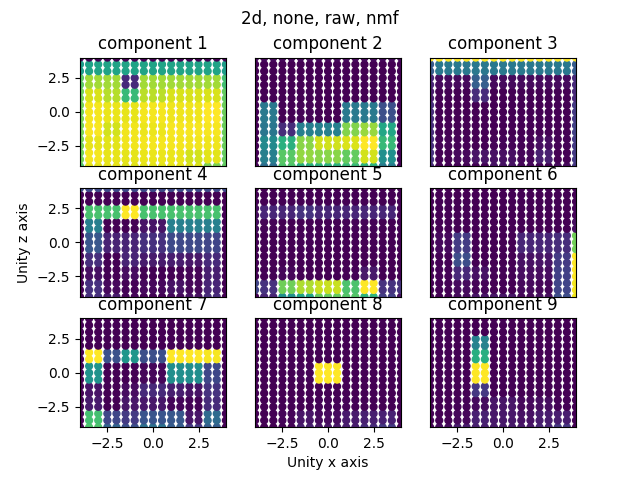 2d, none, raw, nmf
component 1 component 2 component 3
2.5
0.0
−2.5
component 4 component 5 component 6
2.5
0.0
−2.5
Unity z axis
component 7 component 8 component 9
2.5
0.0
−2.5
−2.5 0.0 2.5 −2.5 0.0 2.5 −2.5 0.0 2.5
Unity x axis